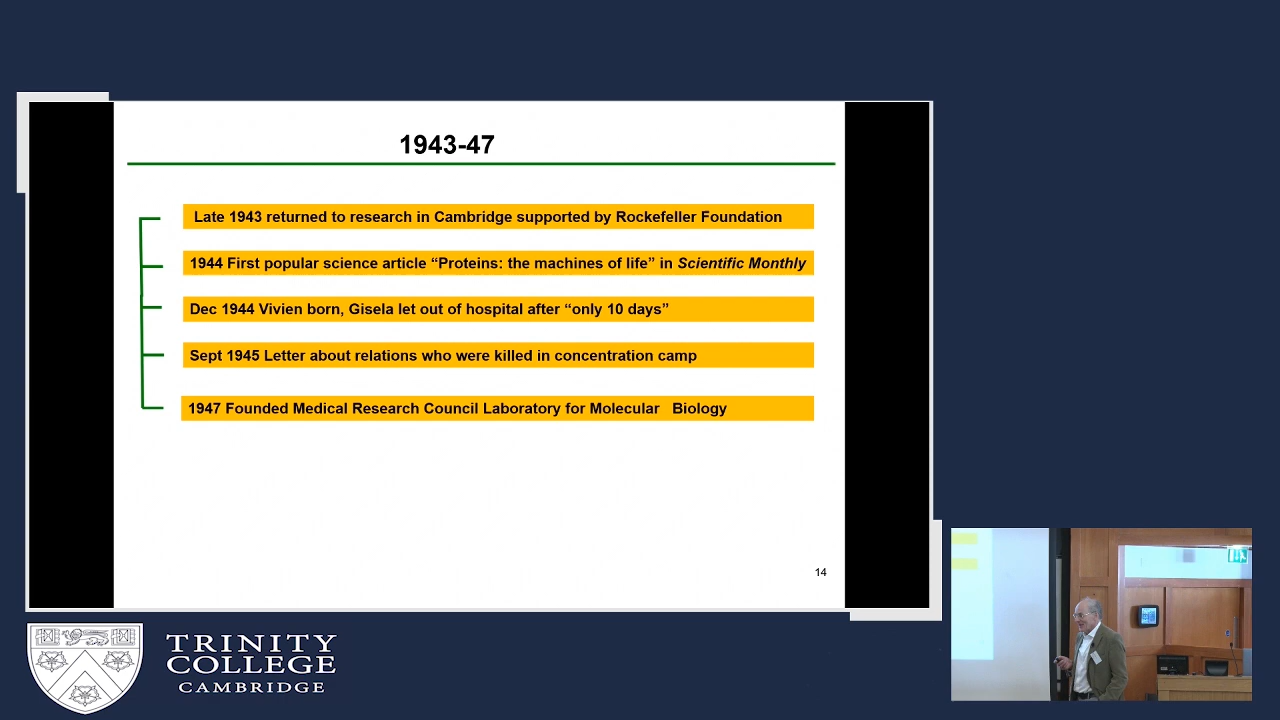 1943-47
Late 1943 returned to research in Cambridge supported by Rockefeller Foundation
1944 First popular science article “Proteins: the machines of life” in Scientific Monthly
Dec 1944 Vivien born, Gisela let out of hospital after “only 10 days”
Sept 1945 Letter about relations who were killed in concentration camp
1947 Founded Medical Research Council Laboratory for Molecular Biology
14
TRINITY
COLLEGE
CAMBRIDGE